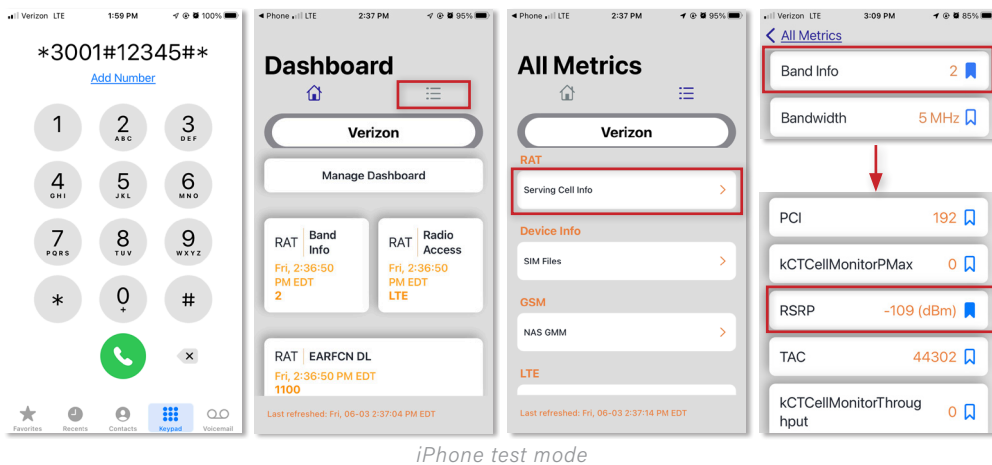 Verizon LTE 1:59 PM 100%
*3001#12345#*
Add Number
1 2 3
ABC DEF
4 5 6
GHI JKL MNO
7 8 9
PQRS TUV WXYZ
* 0 #
+
Favorites Recents Contacts Keypad Voicemail
Phone LTE 2:37 PM 95%
Dashboard
Verizon
Manage Dashboard
RAT Band Info
Fri, 2:36:50
PM EDT
2
RAT Radio Access
Fri, 2:36:50
PM EDT
LTE
RAT EARFCN DL
Fri, 2:36:50 PM EDT
1100
Last refreshed: Fri, 06-03 2:37:04 PM EDT
Phone LTE 2:37 PM 95%
All Metrics
Verizon
RAT
Serving Cell Info
Device Info
SIM Files
GSM
NAS GMM
LTE
Last refreshed: Fri, 06-03 2:37:14 PM EDT
Verizon LTE 3:09 PM 85%
All Metrics
Band Info 2
Bandwidth 5 MHz
PCI 192
kCTCellMonitorPMax 0
RSRP -109 (dBm)
TAC 44302
kCTCellMonitorThroug
hput 0
iPhone test mode